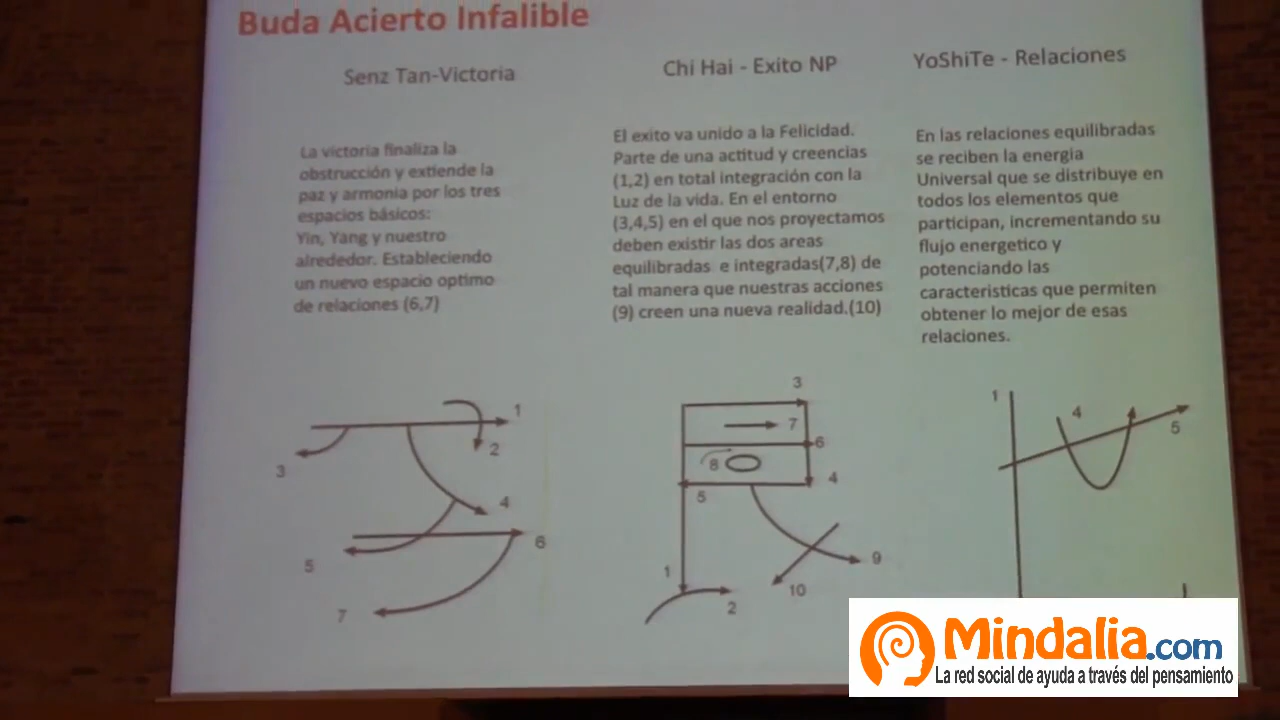 Buda Acierto Infalible
Senz Tan-Victoria
La victoria finaliza la
obstrucción y extiende la
paz y armonia por los tres
espacios básicos:
Yin, Yang y nuestro
alrededor. Estableciendo
un nuevo espacio optimo
de relaciones (6,7)
1
2
3
4
5
6
7
Chi Hai - Exito NP
El exito va unido a la Felicidad.
Parte de una actitud y creencias
(1,2) en total integración con la
Luz de la vida. En el entorno
(3,4,5) en el que nos proyectamos
deben existir las dos areas
equilibradas e integradas(7,8) de
tal manera que nuestras acciones
(9) creen una nueva realidad.(10)
3
7
6
8
4
5
1
9
10
2
YoShiTe - Relaciones
En las relaciones equilibradas
se reciben la energia
Universal que se distribuye en
todos los elementos que
participan, incrementando su
flujo energetico y
potenciando las
caracteristicas que permiten
obtener lo mejor de esas
relaciones.
1
4
5
Mindalia.com
La red social de ayuda a través del pensamiento